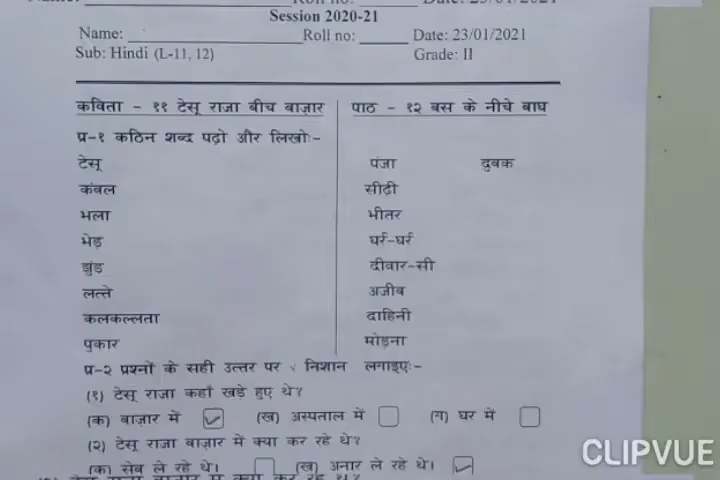 Session 2020-21
Name: ____ Roll no: ____ Date: 23/01/2021
Sub: Hindi (L-11, 12) Grade: II
कविता - ११ टेसू राजा बीच बाज़ार पाठ - १२ बस के नीचे बाघ
प्र-१ कठिन शब्द पढ़ो और लिखो:-
टेसू पंजा दुबक
कंबल सीढ़ी
भला भीतर
भेड़ घर्र-घर्र
झुंड दीवार-सी
लत्ते अजीब
कलकल्लता दाहिनी
पुकार मोड़ना
प्र-२ प्रश्नों के सही उत्तर पर √ निशान लगाइए:-
(१) टेसू राजा कहाँ खड़े हुए थे?
(क) बाज़ार में (ख) अस्पताल में (ग) घर में
(२) टेसू राजा बाज़ार में क्या कर रहे थे?
(क) सेब ले रहे थे। (ख) अनार ले रहे थे।
CLIPVUE